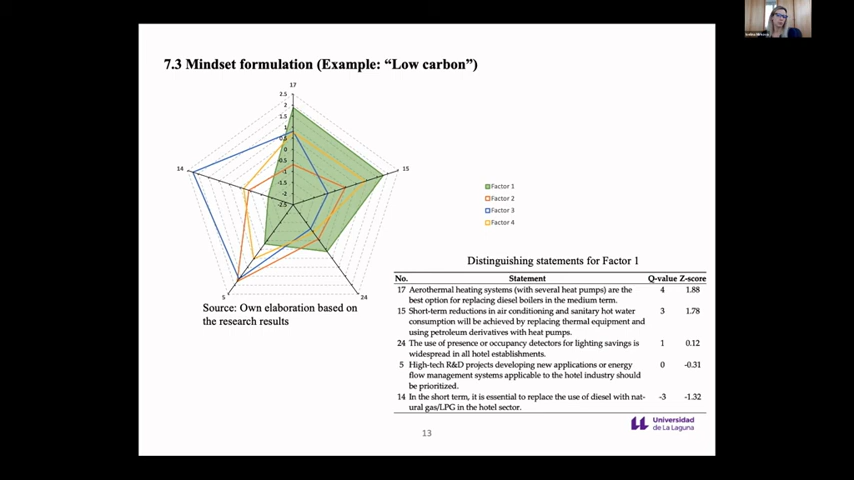 7.3 Mindset formulation (Example: “Low carbon”)
17
2.5
2
1.5
1
0.5
0
-0.5
-1
-1.5
-2
-2.5
14
15
5
24
Factor 1
Factor 2
Factor 3
Factor 4
Source: Own elaboration based on
the research results
Distinguishing statements for Factor 1
No. Statement Q-value Z-score
17 Aerothermal heating systems (with several heat pumps) are the 4 1.88
best option for replacing diesel boilers in the medium term.
15 Short-term reductions in air conditioning and sanitary hot water 3 1.78
consumption will be achieved by replacing thermal equipment and
using petroleum derivatives with heat pumps.
24 The use of presence or occupancy detectors for lighting savings is 1 0.12
widespread in all hotel establishments.
5 High-tech R&D projects developing new applications or energy 0 -0.31
flow management systems applicable to the hotel industry should
be prioritized.
14 In the short term, it is essential to replace the use of diesel with nat- -3 -1.32
ural gas/LPG in the hotel sector.
Universidad
de La Laguna
13